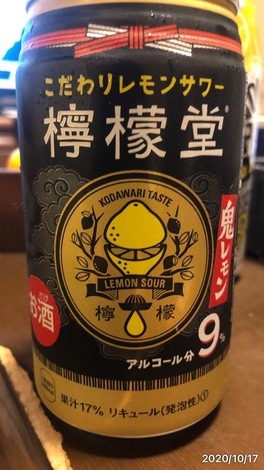 こだわりレモンサワー
檸檬堂
KODAWARI TASTE
LEMON SOUR
檸 檬
鬼レモン
お酒
アルコール分 9%
果汁17% リキュール(発泡性)①
2020/10/17